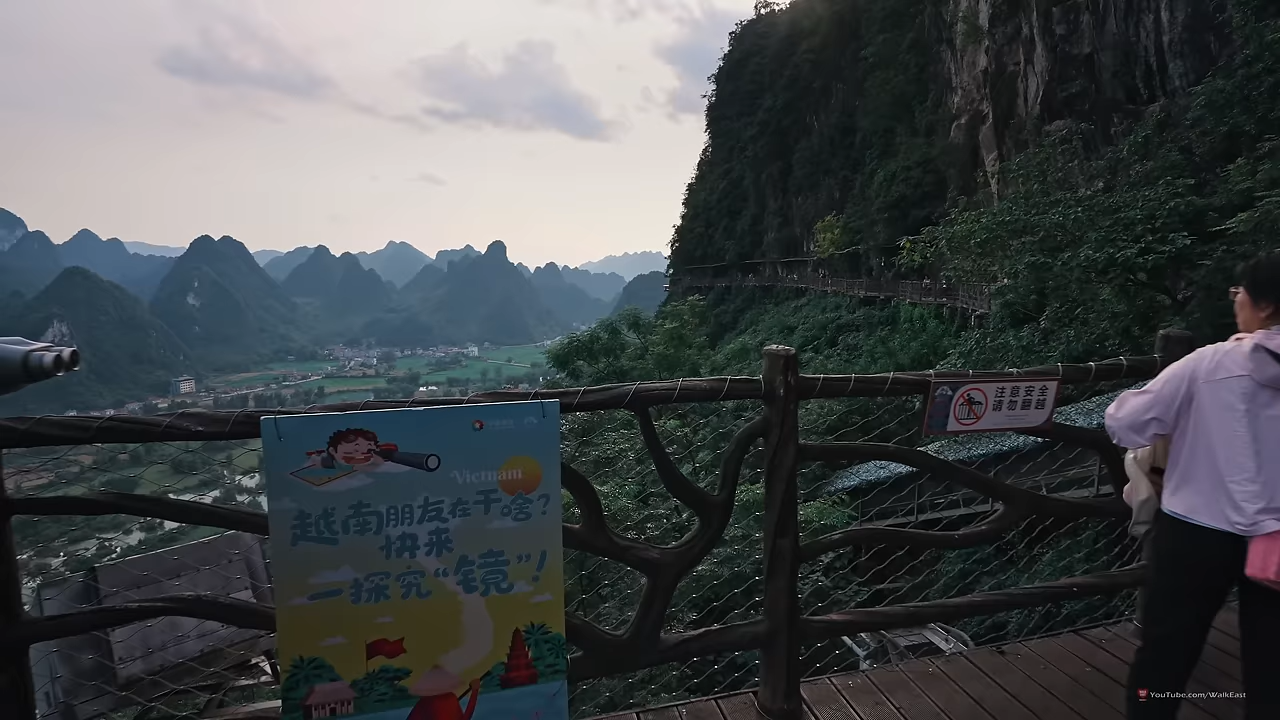 Vietnam
越南朋友在干啥?
快来
一探究“镜”!
注意安全
请勿翻越
YouTube.com/WalkEast